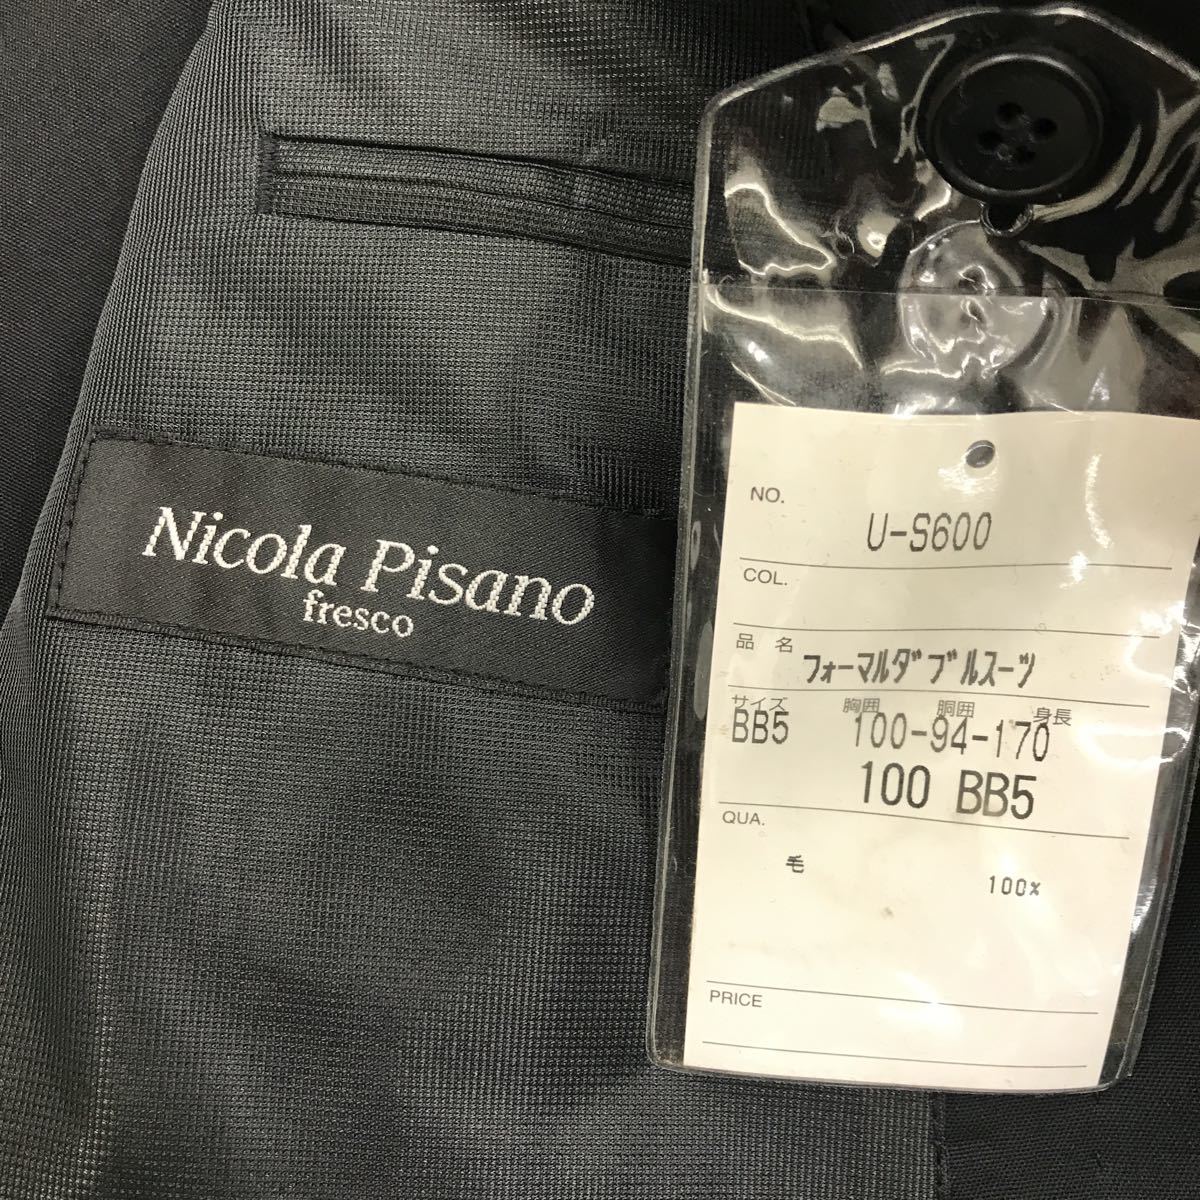 Nicola Pisano
fresco
NO.
U-S600
COL.
品 名
フォーマルダブルスーツ
サイズ 胸囲 胴囲 身長
BB5 100-94-170
100 BB5
QUA.
毛 100%
PRICE